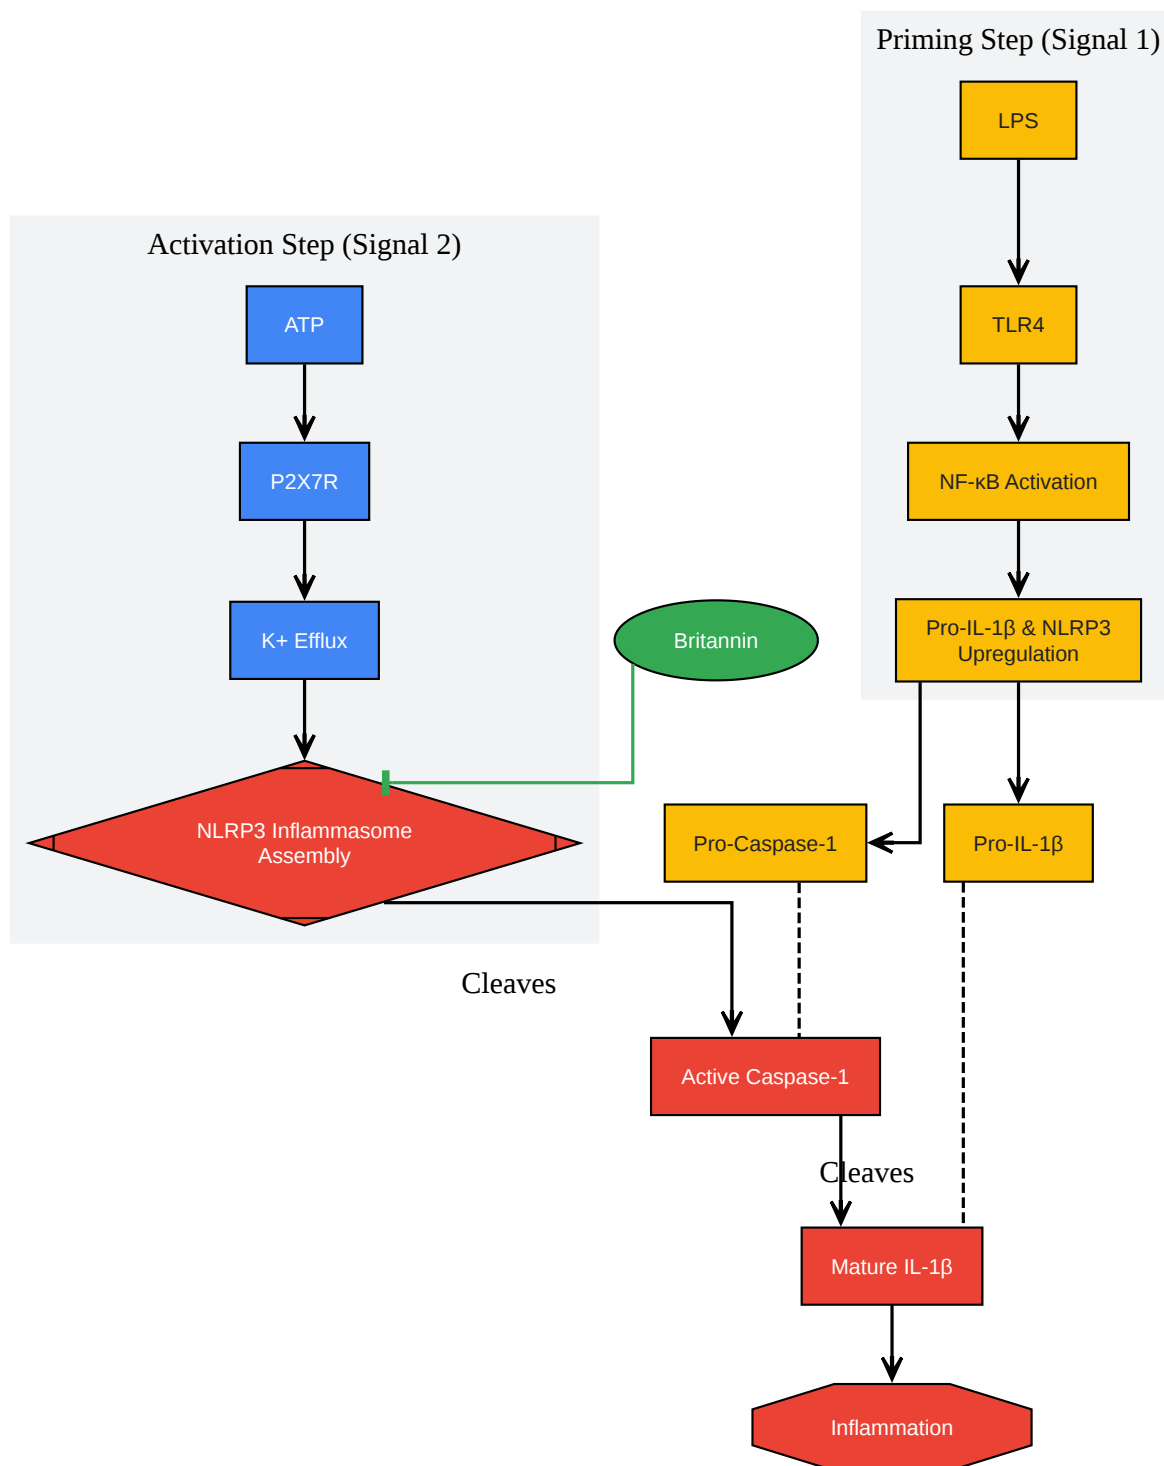 Priming Step (Signal 1)
LPS
TLR4
NF-κB Activation
Pro-IL-1β & NLRP3
Upregulation
Activation Step (Signal 2)
ATP
P2X7R
K+ Efflux
NLRP3 Inflammasome
Assembly
Britannin
Pro-Caspase-1
Pro-IL-1β
Cleaves
Active Caspase-1
Cleaves
Mature IL-1β
Inflammation